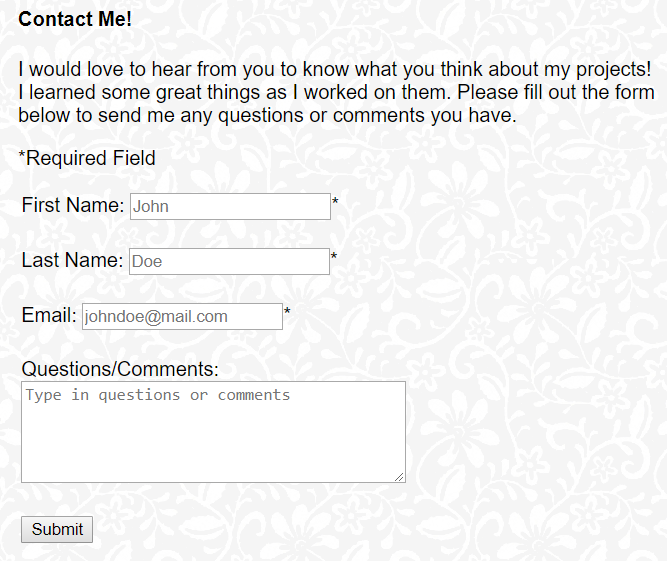 Contact Me!
I would love to hear from you to know what you think about my projects!
I learned some great things as I worked on them. Please fill out the form
below to send me any questions or comments you have.
*Required Field
First Name: John*
Last Name: Doe*
Email: johndoe@mail.com*
Questions/Comments:
Type in questions or comments
Submit